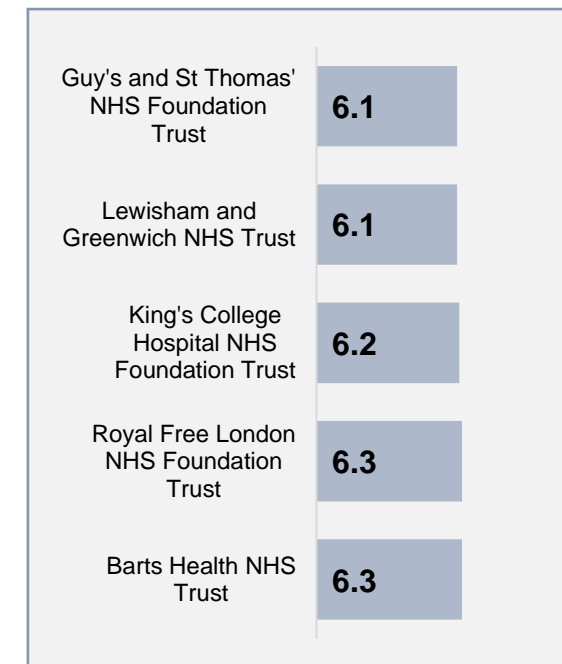 Guy's and St Thomas'
NHS Foundation
Trust
6.1
Lewisham and
Greenwich NHS Trust
6.1
King's College
Hospital NHS
Foundation Trust
6.2
Royal Free London
NHS Foundation
Trust
6.3
Barts Health NHS
Trust
6.3